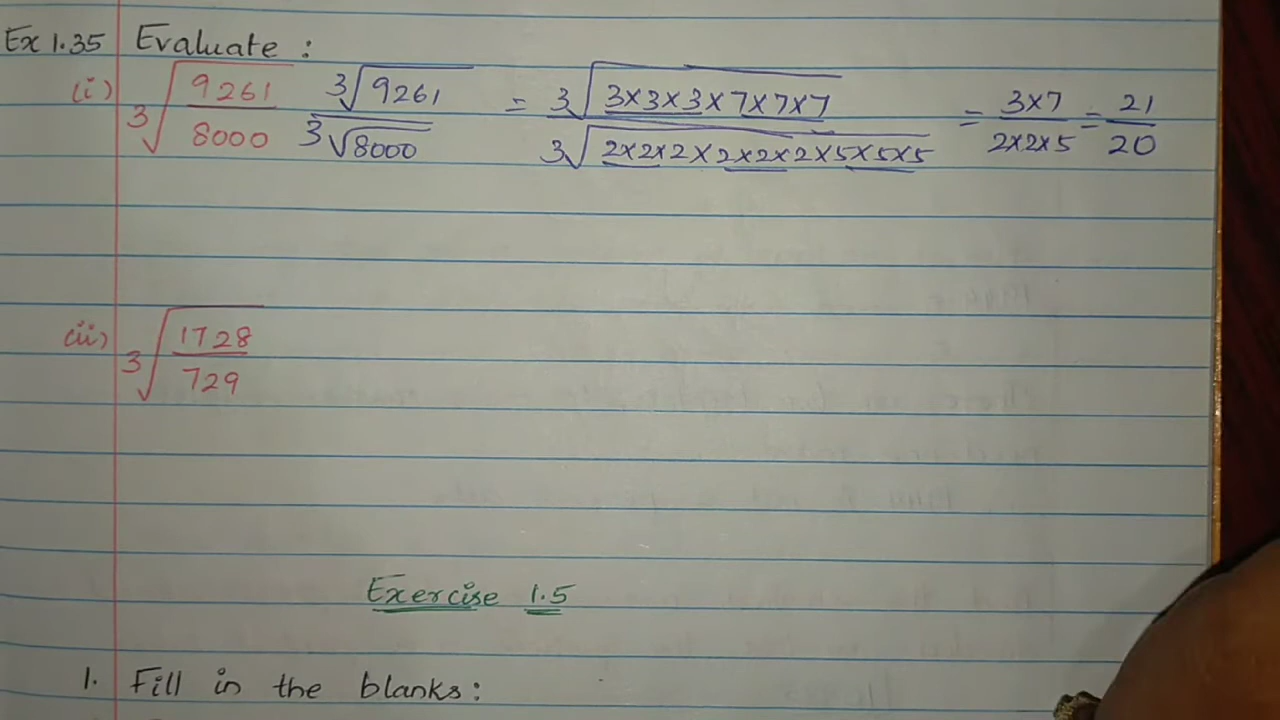 Ex 1.35 Evaluate :
(i) ∛(9261/8000) ∛9261/∛8000 = ∛(3×3×3×7×7×7)/∛(2×2×2×2×2×2×5×5×5) = 3×7/2×2×5 = 21/20
(ii) ∛(1728/729)
Exercise 1.5
1. Fill in the blanks: